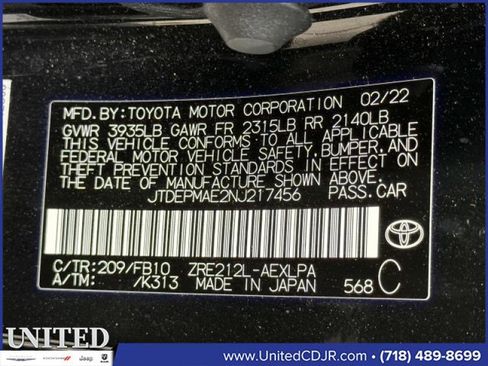 MFD. BY: TOYOTA MOTOR CORPORATION 02/22
GVWR 3935LB GAWR FR 2315LB RR 2140LB
THIS VEHICLE CONFORMS TO ALL APPLICABLE
FEDERAL MOTOR VEHICLE SAFETY, BUMPER, AND
THEFT PREVENTION STANDARDS IN EFFECT ON
THE DATE OF MANUFACTURE SHOWN ABOVE.
JTDEPMAE2NJ217456 PASS.CAR
TOYOTA
C/TR: 209/FB10 ZRE212L-AEXLPA
A/TM: /K313 MADE IN JAPAN 568 C
UNITED
Jeep
www.UnitedCDJR.com (718) 489-8699